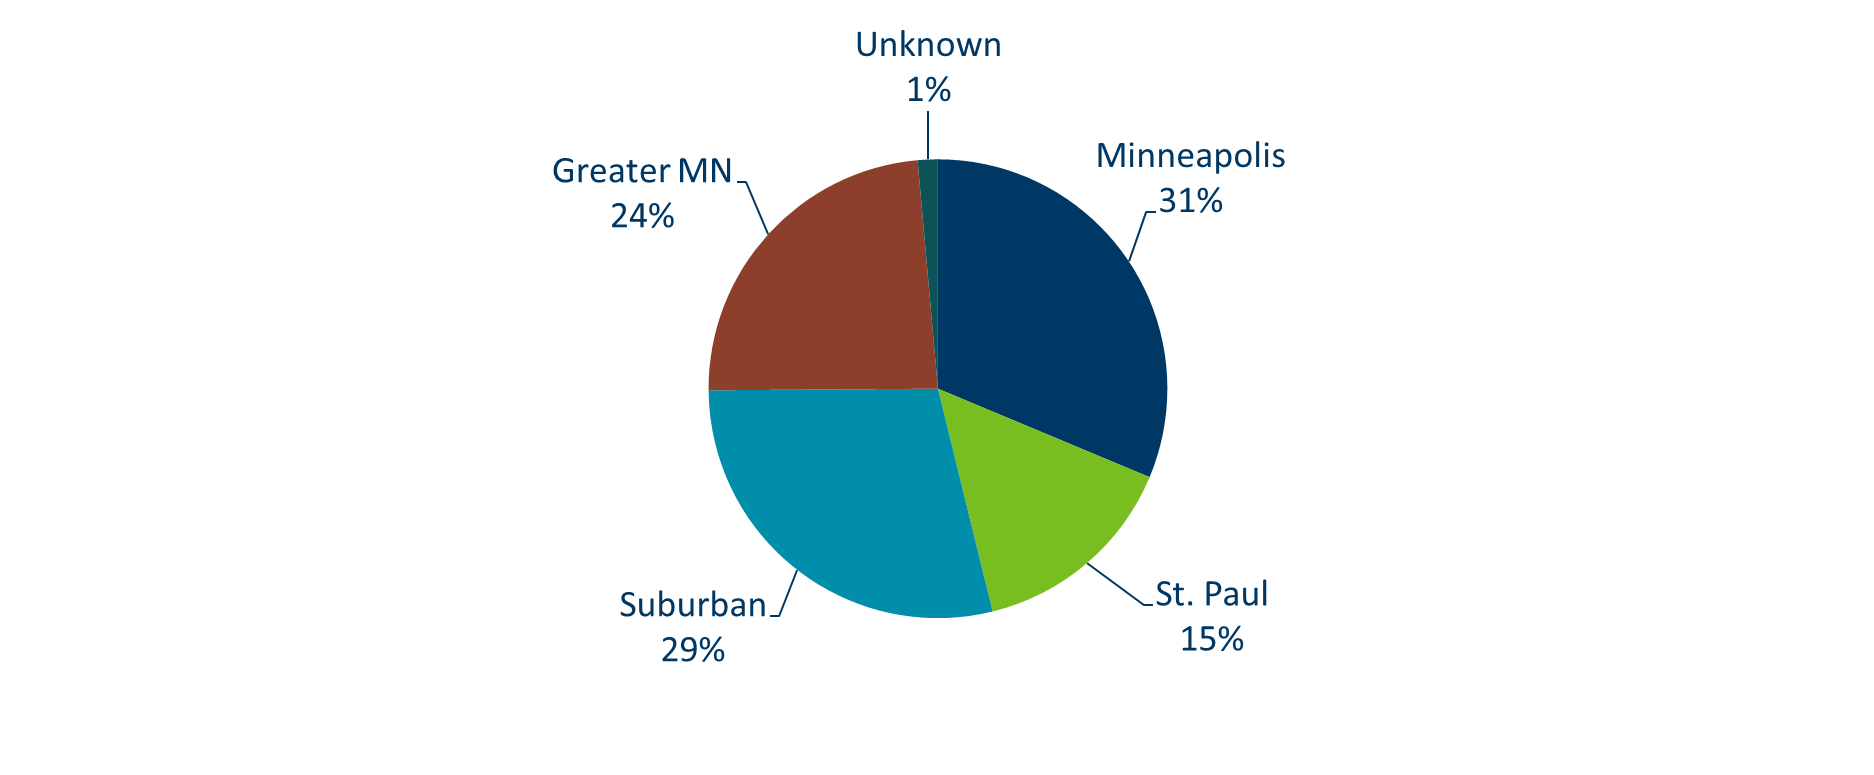 Unknown
1%
Minneapolis
31%
Greater MN
24%
St. Paul
15%
Suburban
29%